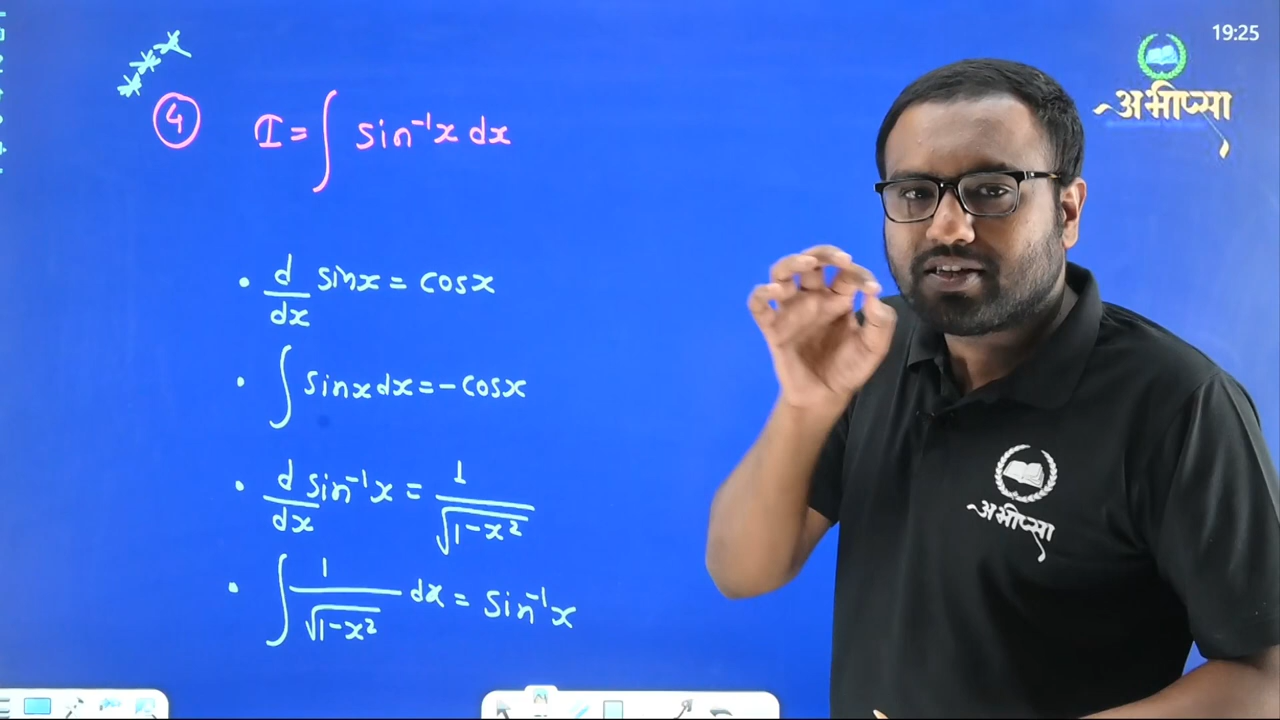 19:25
अभीप्सा
④ I = ∫ sin⁻¹x dx
• d/dx sinx = cosx
• ∫ sinx dx = -cosx
• d/dx sin⁻¹x = 1/√(1-x²)
• ∫ 1/√(1-x²) dx = sin⁻¹x
अभीप्सा